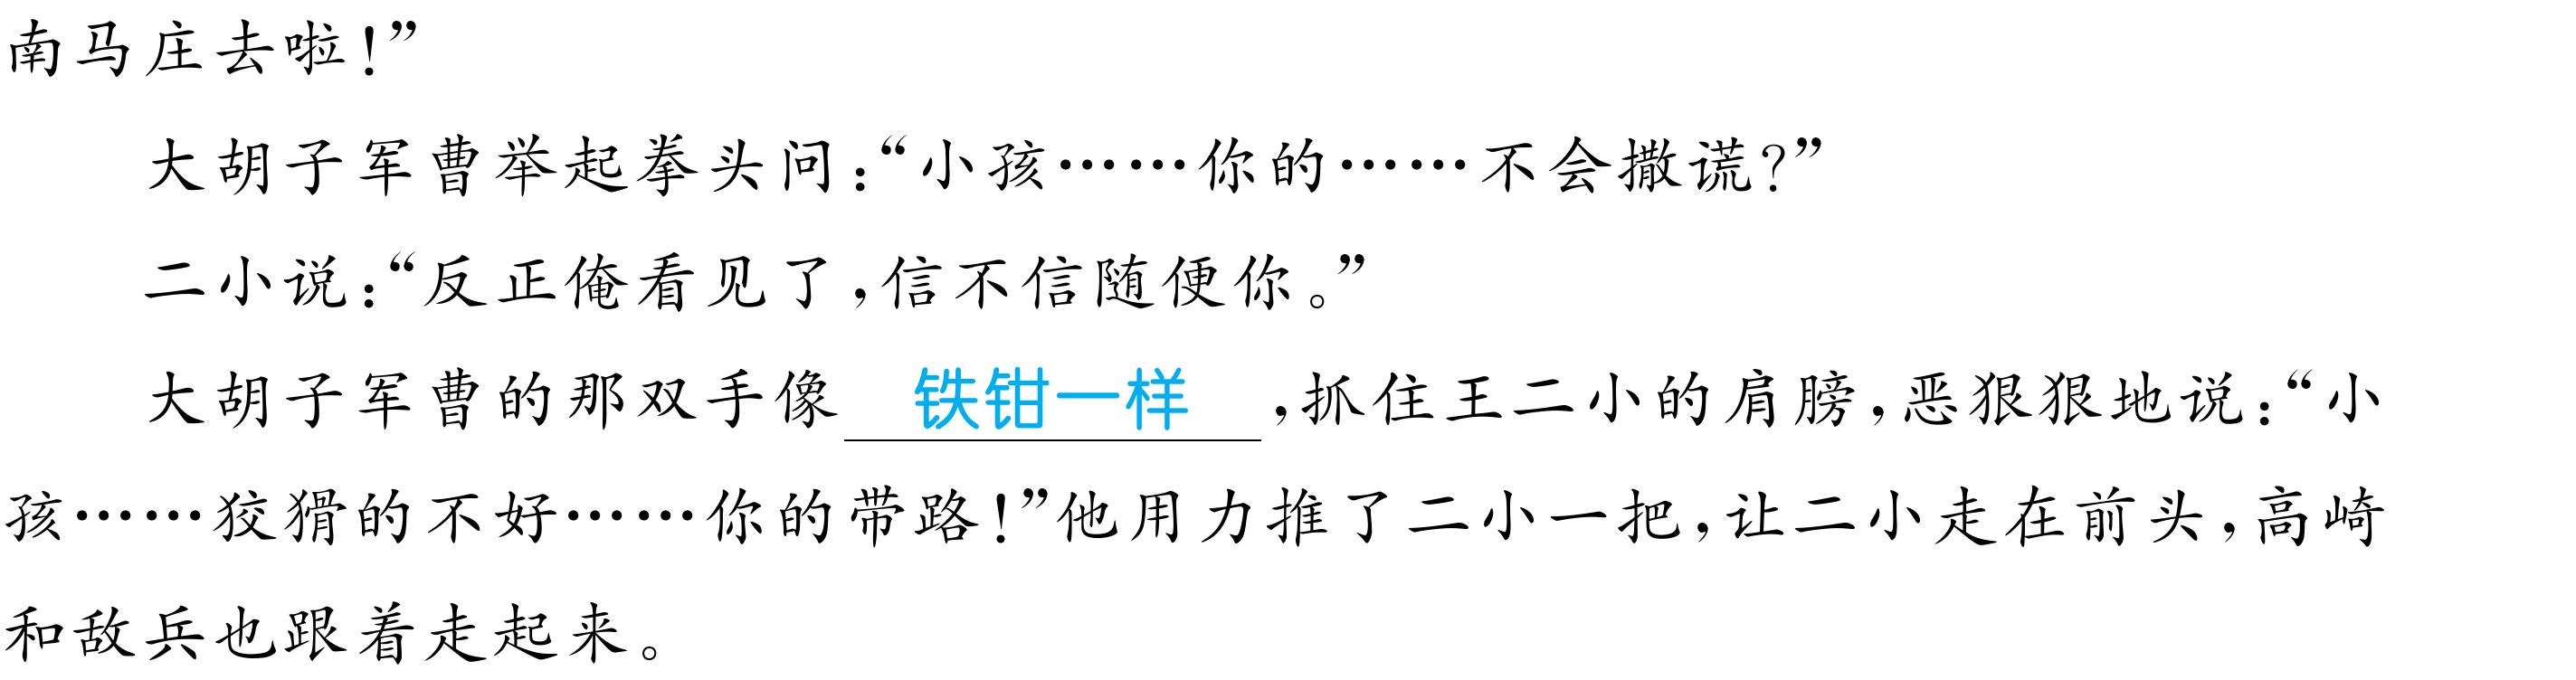 南马庄去啦！”
大胡子军曹举起拳头问：“小孩……你的……不会撒谎？”
二小说：“反正俺看见了，信不信随便你。”
大胡子军曹的那双手像铁钳一样，抓住王二小的肩膀，恶狠狠地说：“小
孩……狡猾的不好……你的带路！”他用力推了二小一把，让二小走在前头，高崎
和敌兵也跟着走起来。